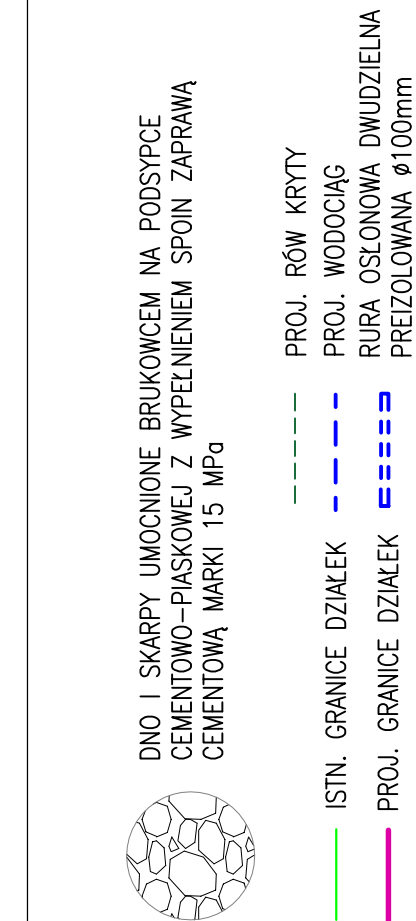 DNO I SKARPY UMOCNIONE BRUKOWCEM NA PODSYPCE
CEMENTOWO-PIASKOWEJ Z WYPEŁNIENIEM SPOIN ZAPRAWĄ
CEMENTOWĄ MARKI 15 MPa
PROJ. RÓW KRYTY
ISTN. GRANICE DZIAŁEK
PROJ. WODOCIĄG
PROJ. GRANICE DZIAŁEK
RURA OSŁONOWA DWUDZIELNA
PREIZOLOWANA ø100mm